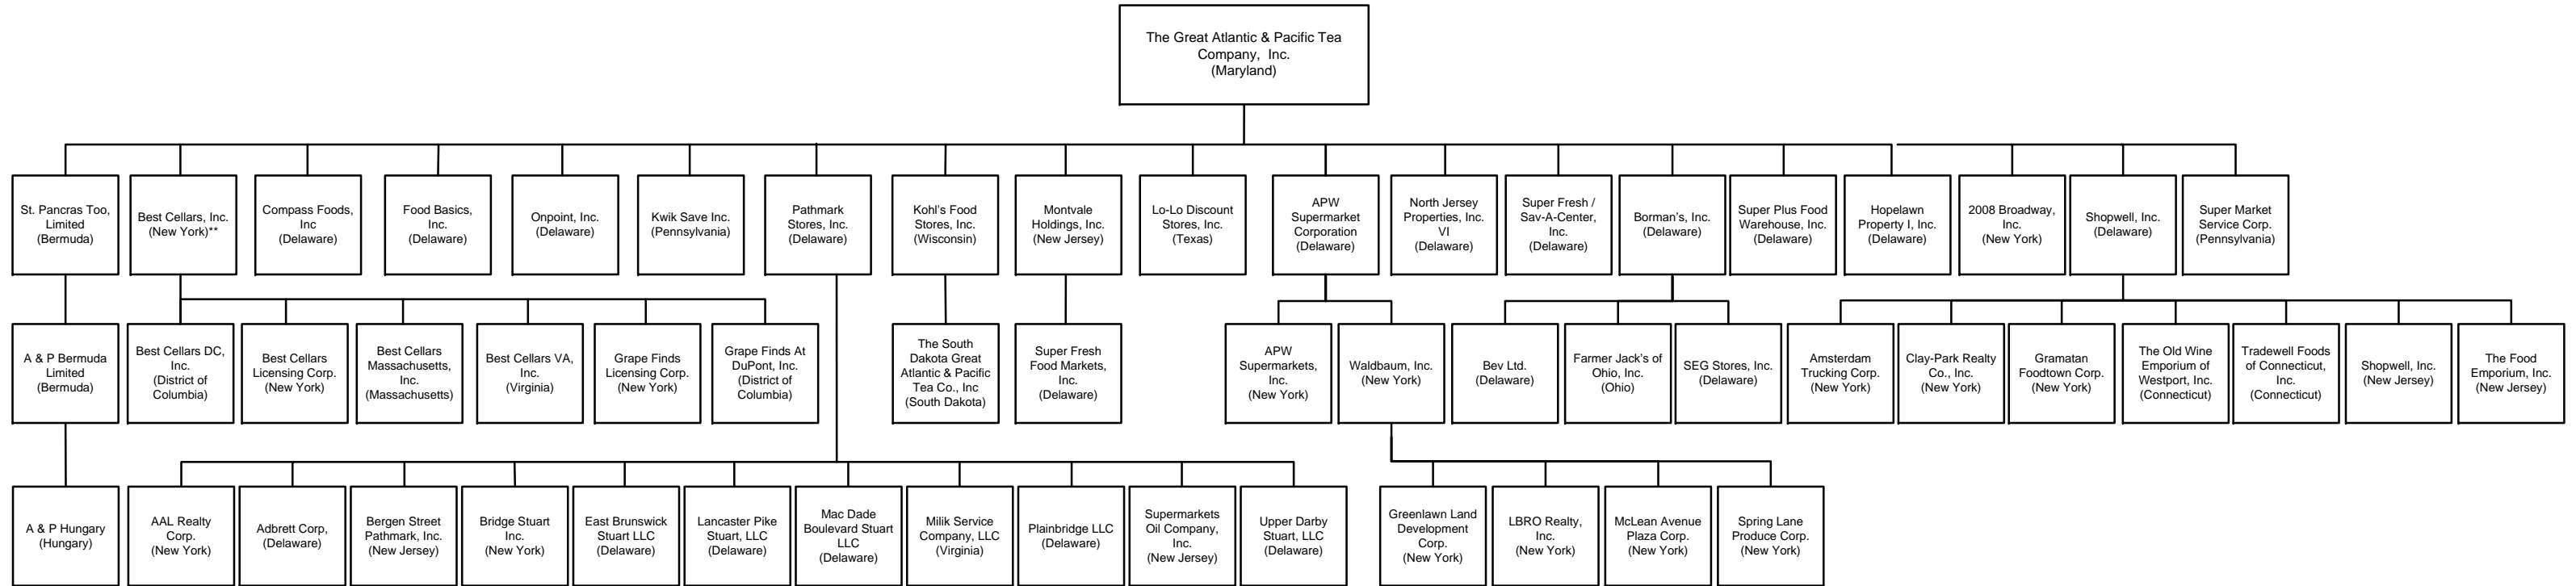 The Great Atlantic & Pacific Tea
Company,  Inc.
(Maryland)
St. Pancras Too,
Limited
(Bermuda)
Best Cellars, Inc.
(New York)**
Compass Foods,
Inc
(Delaware)
Food Basics,
Inc.
(Delaware)
Onpoint, Inc.
(Delaware)
Kwik Save Inc.
(Pennsylvania)
Pathmark
Stores, Inc.
(Delaware)
Kohl's Food
Stores, Inc.
(Wisconsin)
Montvale
Holdings, Inc.
(New Jersey)
Lo-Lo Discount
Stores, Inc.
(Texas)
APW
Supermarket
Corporation
(Delaware)
North Jersey
Properties, Inc.
VI
(Delaware)
Super Fresh /
Sav-A-Center,
Inc.
(Delaware)
Borman's, Inc.
(Delaware)
Super Plus Food
Warehouse, Inc.
(Delaware)
Hopelawn
Property I, Inc.
(Delaware)
2008 Broadway,
Inc.
(New York)
Shopwell, Inc.
(Delaware)
Super Market
Service Corp.
(Pennsylvania)
A & P Bermuda
Limited
(Bermuda)
Best Cellars DC,
Inc.
(District of
Columbia)
Best Cellars
Licensing Corp.
(New York)
Best Cellars
Massachusetts,
Inc.
(Massachusetts)
Best Cellars VA,
Inc.
(Virginia)
Grape Finds
Licensing Corp.
(New York)
Grape Finds At
DuPont, Inc.
(District of
Columbia)
The South
Dakota Great
Atlantic & Pacific
Tea Co., Inc
(South Dakota)
Super Fresh
Food Markets,
Inc.
(Delaware)
APW
Supermarkets,
Inc.
(New York)
Waldbaum, Inc.
(New York)
Bev Ltd.
(Delaware)
Farmer Jack's of
Ohio, Inc.
(Ohio)
SEG Stores, Inc.
(Delaware)
Amsterdam
Trucking Corp.
(New York)
Clay-Park Realty
Co., Inc.
(New York)
Gramatan
Foodtown Corp.
(New York)
The Old Wine
Emporium of
Westport, Inc.
(Connecticut)
Tradewell Foods
of Connecticut,
Inc.
(Connecticut)
Shopwell, Inc.
(New Jersey)
The Food
Emporium, Inc.
(New Jersey)
A & P Hungary
(Hungary)
AAL Realty
Corp.
(New York)
Adbrett Corp,
(Delaware)
Bergen Street
Pathmark, Inc.
(New Jersey)
Bridge Stuart
Inc.
(New York)
East Brunswick
Stuart LLC
(Delaware)
Lancaster Pike
Stuart, LLC
(Delaware)
Mac Dade
Boulevard Stuart
LLC
(Delaware)
Milik Service
Company, LLC
(Virginia)
Plainbridge LLC
(Delaware)
Supermarkets
Oil Company,
Inc.
(New Jersey)
Upper Darby
Stuart, LLC
(Delaware)
Greenlawn Land
Development
Corp.
(New York)
LBRO Realty,
Inc.
(New York)
McLean Avenue
Plaza Corp.
(New York)
Spring Lane
Produce Corp.
(New York)